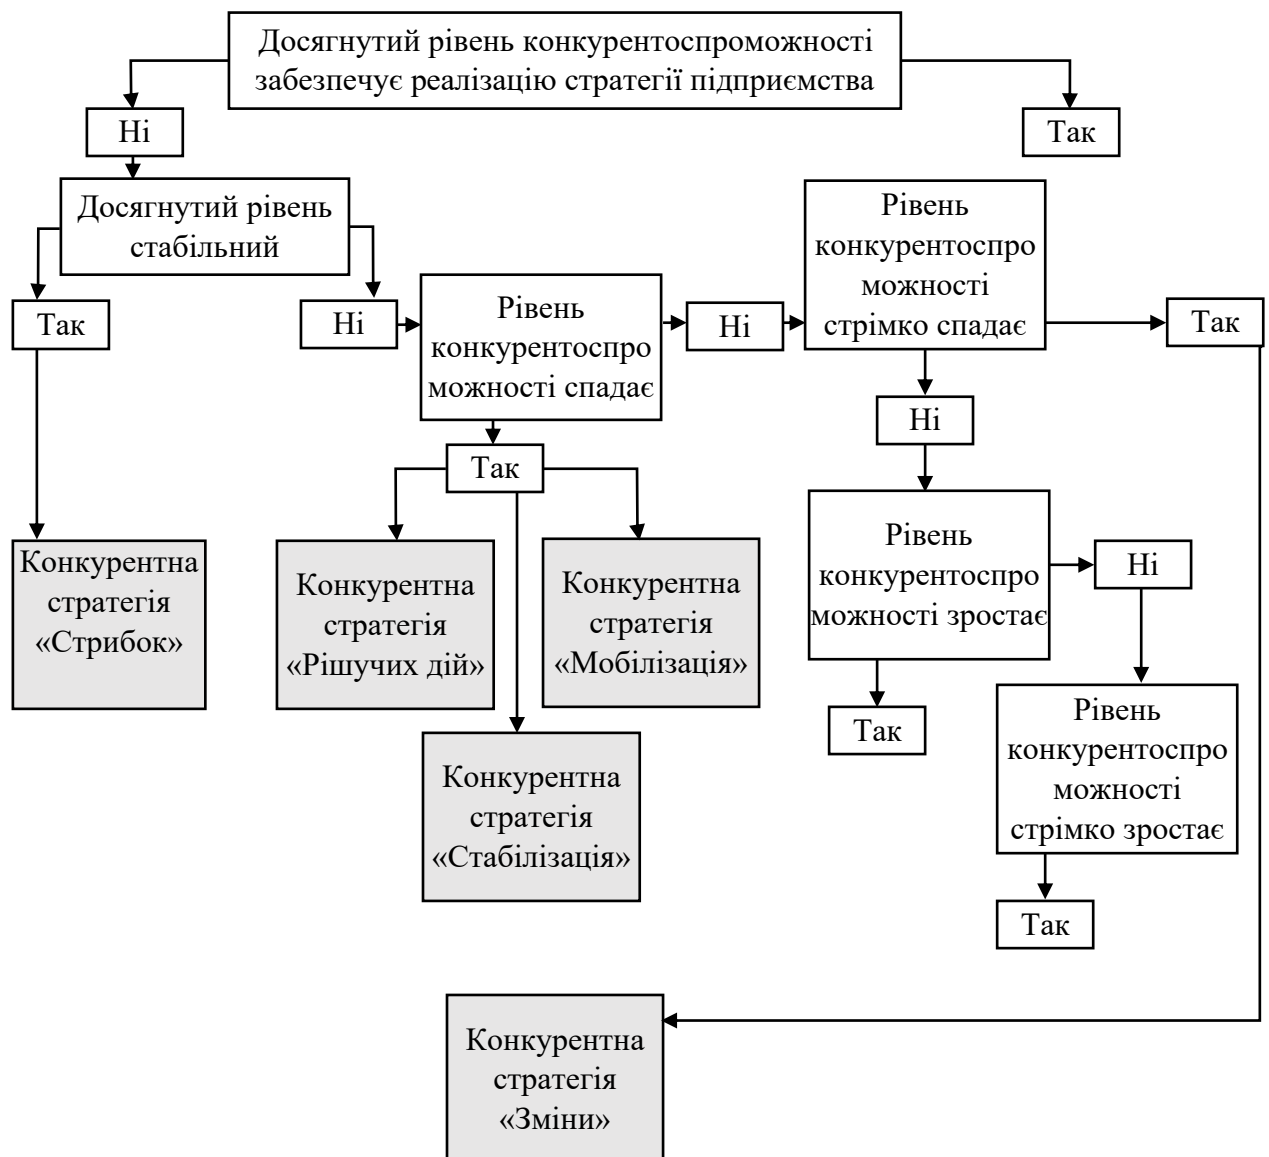 Досягнутий рівень конкурентоспроможності
забезпечує реалізацію стратегії підприємства
Ні
Так
Досягнутий рівень
стабільний
Рівень
конкурентоспро
можності
стрімко спадає
Так
Ні
Рівень
конкурентоспро
можності спадає
Ні
Так
Ні
Так
Рівень
конкурентоспро
можності зростає
Ні
Конкурентна
стратегія
«Стрибок»
Конкурентна
стратегія
«Рішучих дій»
Конкурентна
стратегія
«Мобілізація»
Так
Рівень
конкурентоспро
можності
стрімко зростає
Конкурентна
стратегія
«Стабілізація»
Так
Конкурентна
стратегія
«Зміни»